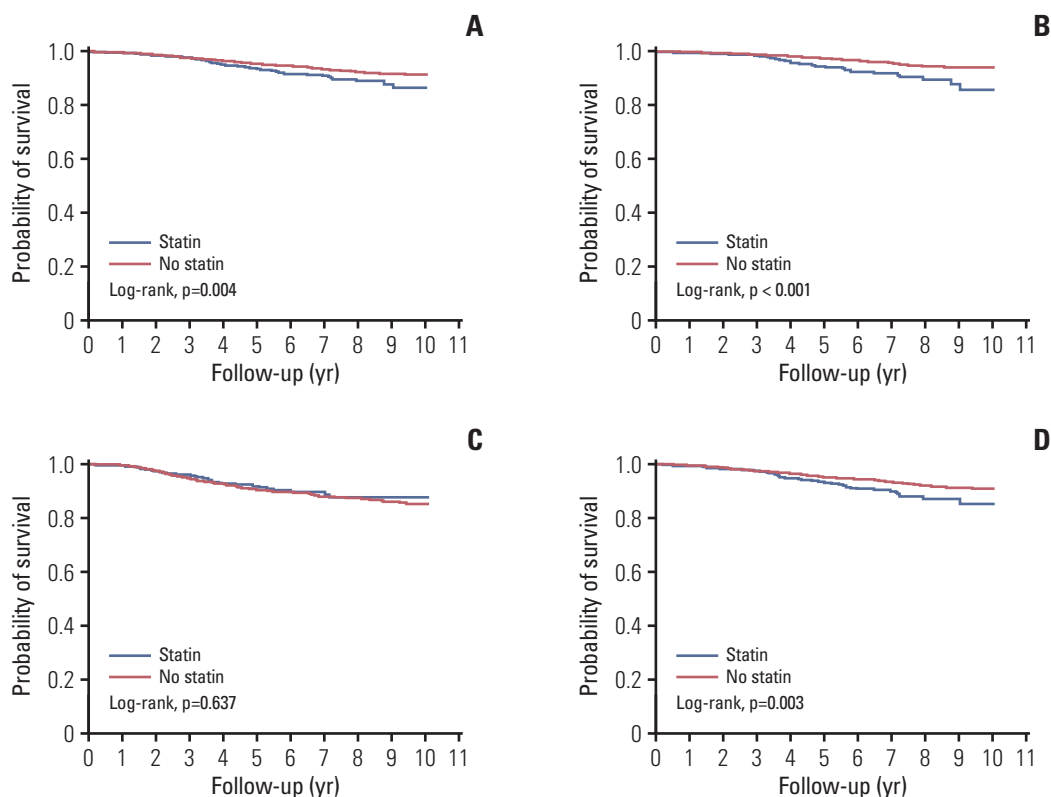 A
1.0
0.8
0.6
0.4
0.2
0
Probability of survival
Statin
No statin
Log-rank, p=0.004
0 1 2 3 4 5 6 7 8 9 10 11
Follow-up (yr)
B
1.0
0.8
0.6
0.4
0.2
0
Probability of survival
Statin
No statin
Log-rank, p < 0.001
0 1 2 3 4 5 6 7 8 9 10 11
Follow-up (yr)
C
1.0
0.8
0.6
0.4
0.2
0
Probability of survival
Statin
No statin
Log-rank, p=0.637
0 1 2 3 4 5 6 7 8 9 10 11
Follow-up (yr)
D
1.0
0.8
0.6
0.4
0.2
0
Probability of survival
Statin
No statin
Log-rank, p=0.003
0 1 2 3 4 5 6 7 8 9 10 11
Follow-up (yr)